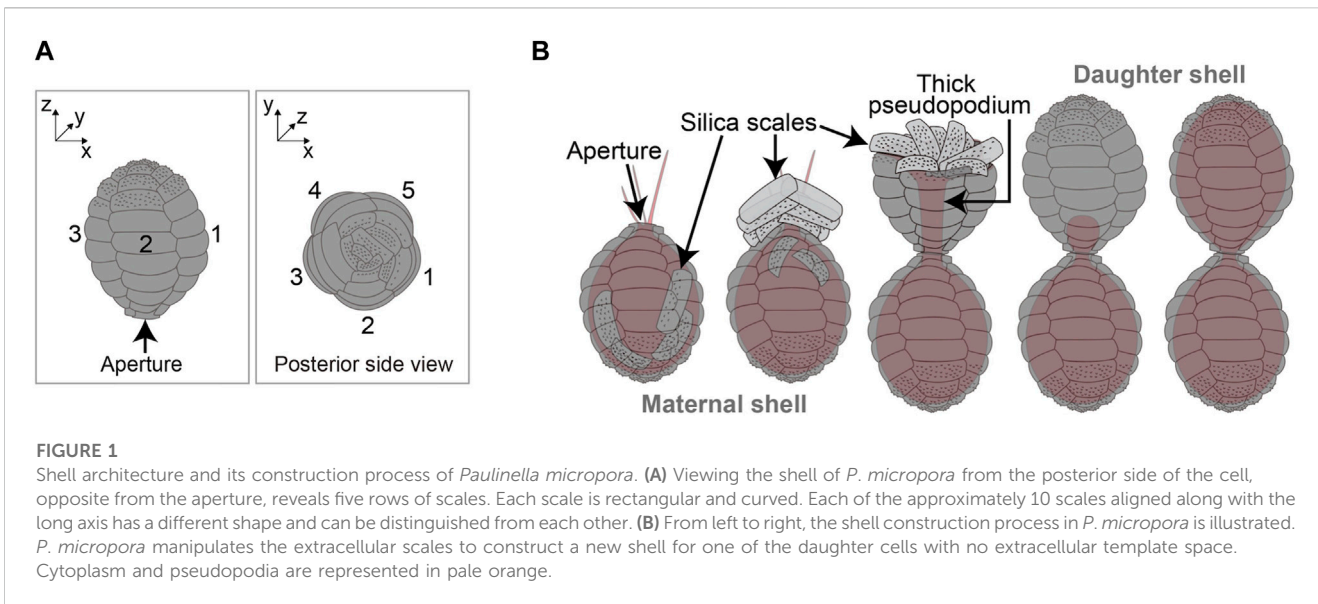 A
z
y
x
3
2
1
Aperture
y
z
x
4
5
3
1
2
Posterior side view
B
Aperture
Silica scales
Thick
pseudopodium
Daughter shell
Maternal shell
FIGURE 1
Shell architecture and its construction process of Paulinella micropora. (A) Viewing the shell of P. micropora from the posterior side of the cell,
opposite from the aperture, reveals five rows of scales. Each scale is rectangular and curved. Each of the approximately 10 scales aligned along with the
long axis has a different shape and can be distinguished from each other. (B) From left to right, the shell construction process in P. micropora is illustrated.
P. micropora manipulates the extracellular scales to construct a new shell for one of the daughter cells with no extracellular template space.
Cytoplasm and pseudopodia are represented in pale orange.